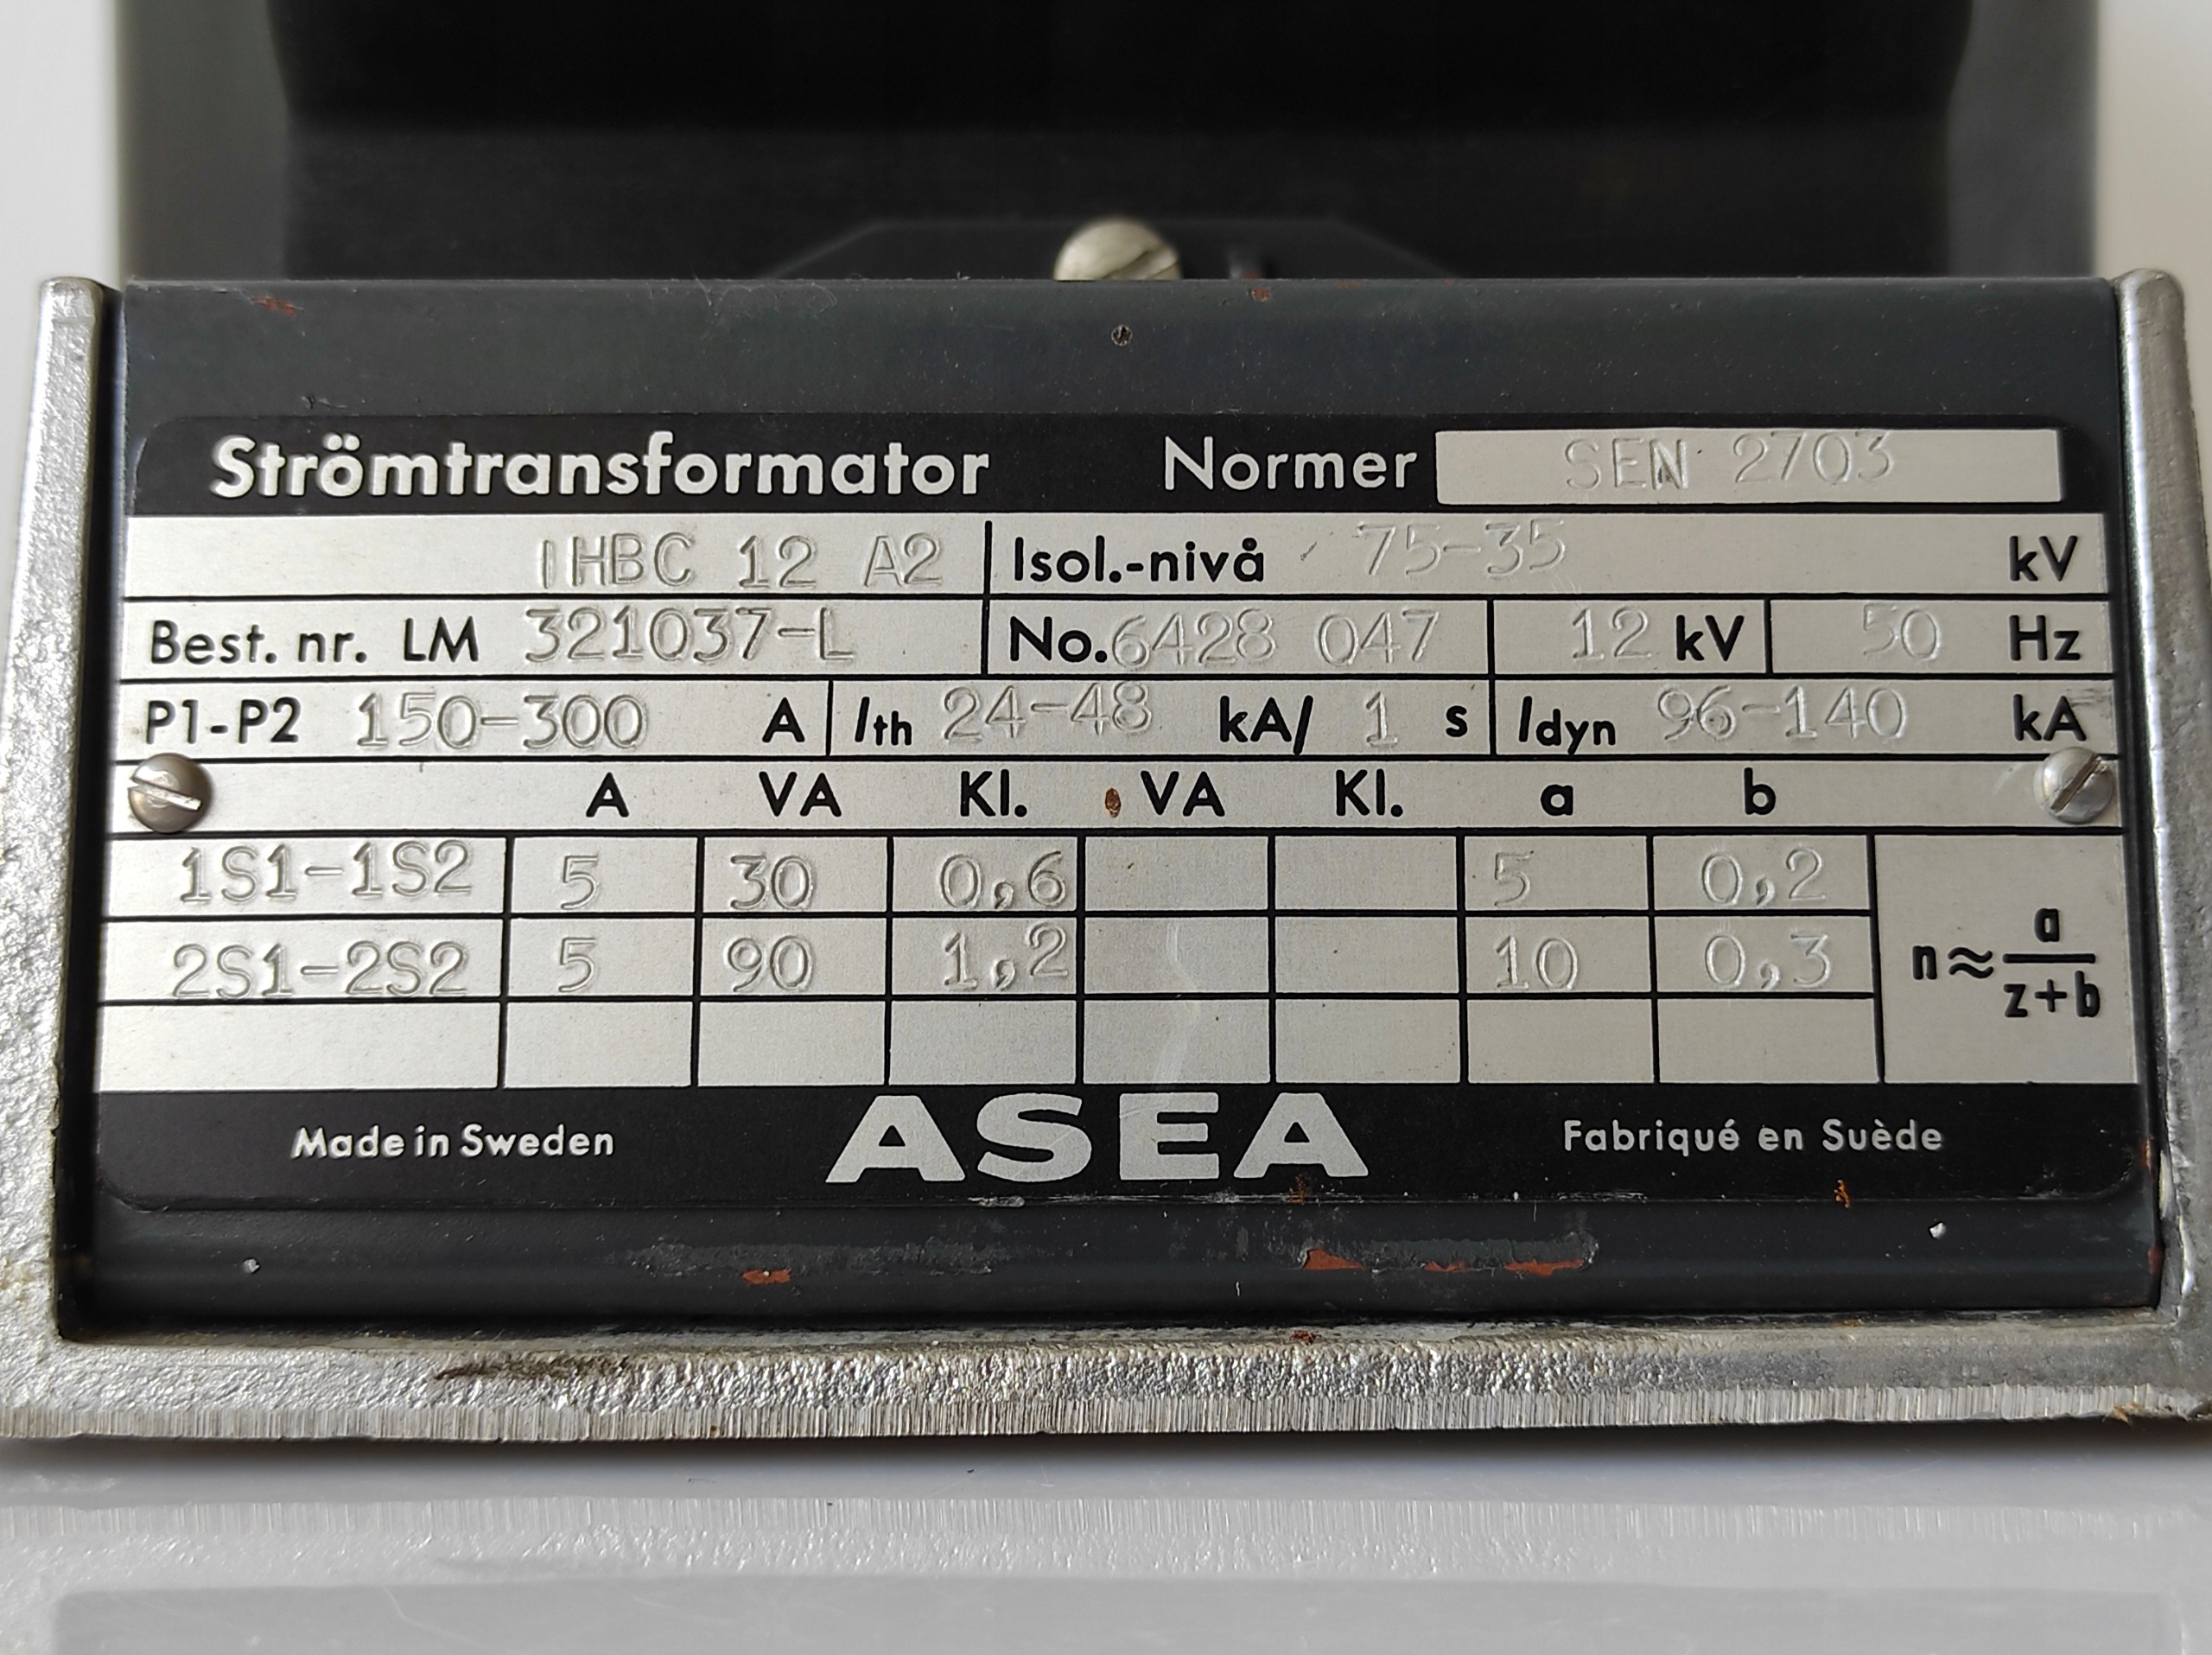 Strömtransformator Normer SEN 2703
IHBC 12 A2 Isol.-nivå 75-35 kV
Best. nr. LM 321037-L No. 6428 047 12 kV 50 Hz
P1-P2 150-300 A Ith 24-48 kA/ 1 s Idyn 96-140 kA
A VA Kl. VA Kl. a b
1S1-1S2 5 30 0,6 5 0,2
2S1-2S2 5 90 1,2 10 0,3
n≈a/z+b
Made in Sweden ASEA Fabriqué en Suède